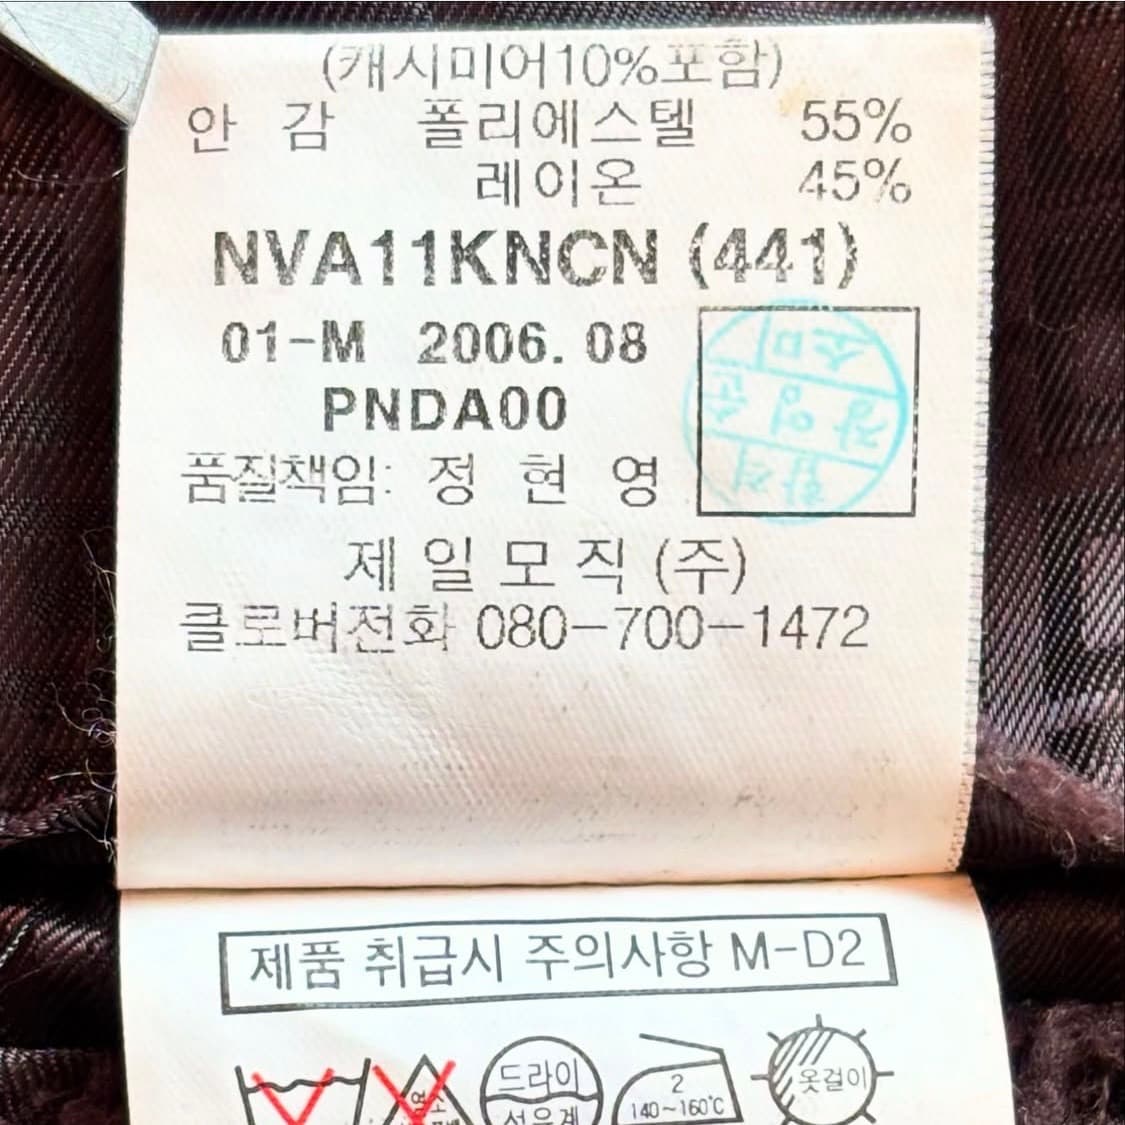 (캐시미어10%포함)
안 감 폴리에스텔 55%
레이온 45%
NVA11KNCN (441)
01-M 2006. 08
PNDA00
품질책임: 정 현 영
제 일 모 직 (주)
클로버전화 080-700-1472
제품 취급시 주의사항 M-D2
드라이
옷걸이
2
140~160℃